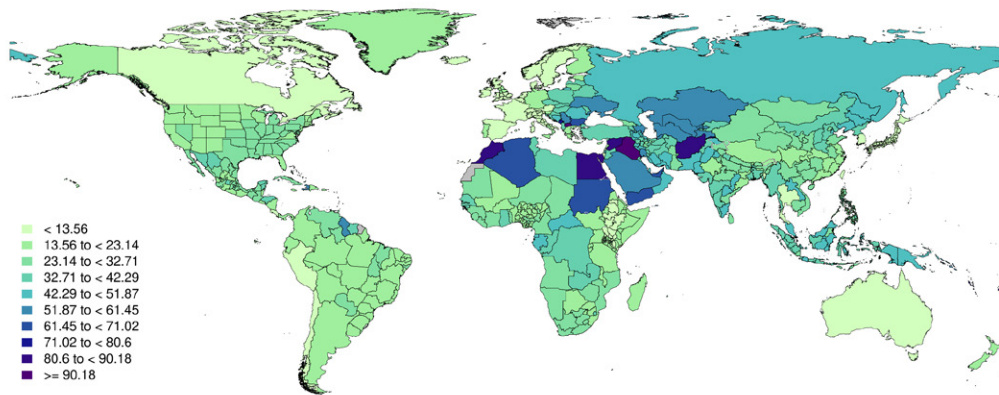 < 13.56
13.56 to < 23.14
23.14 to < 32.71
32.71 to < 42.29
42.29 to < 51.87
51.87 to < 61.45
61.45 to < 71.02
71.02 to < 80.6
80.6 to < 90.18
>= 90.18